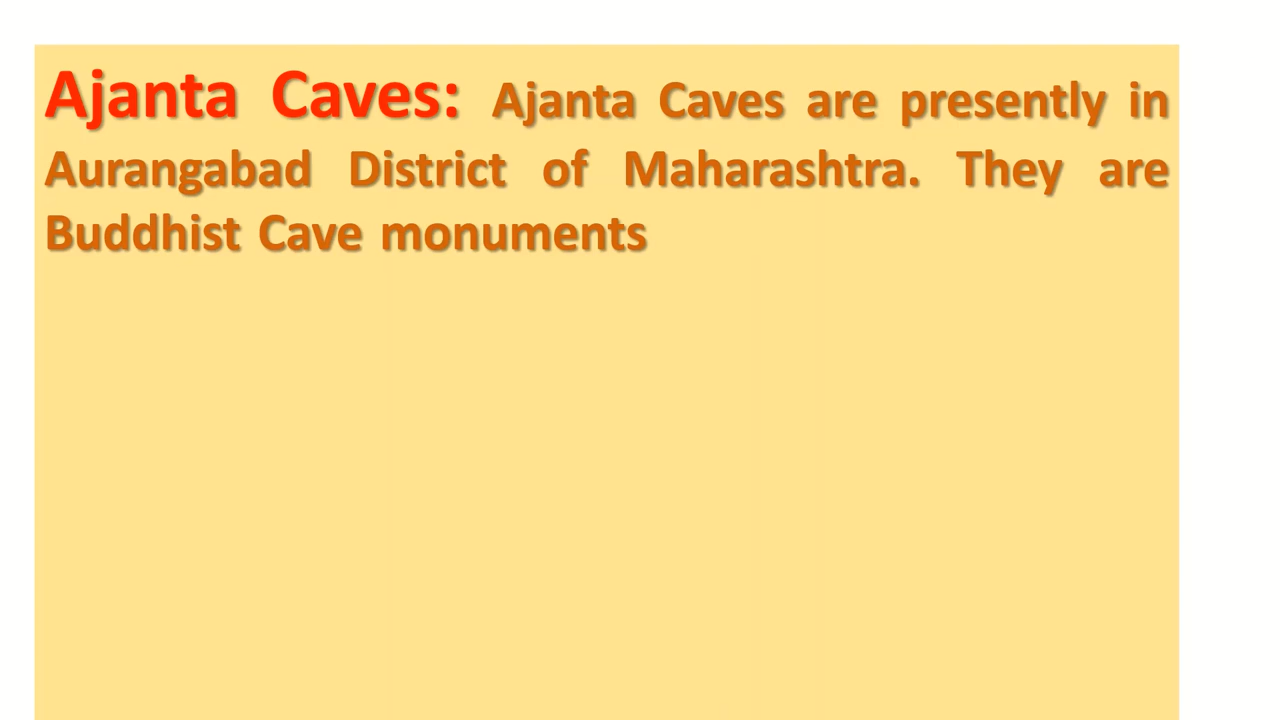 Ajanta Caves: Ajanta Caves are presently in
Aurangabad District of Maharashtra. They are
Buddhist Cave monuments